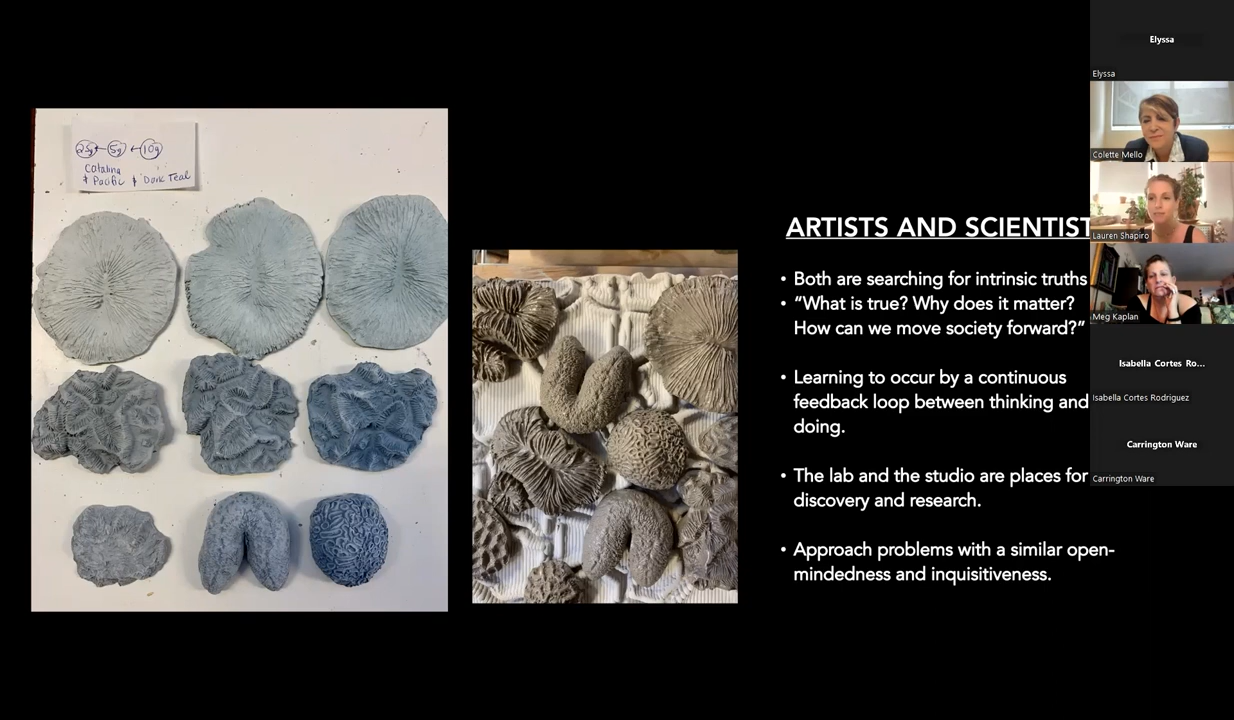 25g ← 5g ← 10g
Catalina
& Pacific & Dark Teal
ARTISTS AND SCIENTIST
• Both are searching for intrinsic truths
• “What is true? Why does it matter?
How can we move society forward?”
• Learning to occur by a continuous
feedback loop between thinking and
doing.
• The lab and the studio are places for
discovery and research.
• Approach problems with a similar open-
mindedness and inquisitiveness.
Elyssa
Elyssa
Colette Mello
Lauren Shapiro
Meg Kaplan
Isabella Cortes Ro...
Isabella Cortes Rodriguez
Carrington Ware
Carrington Ware